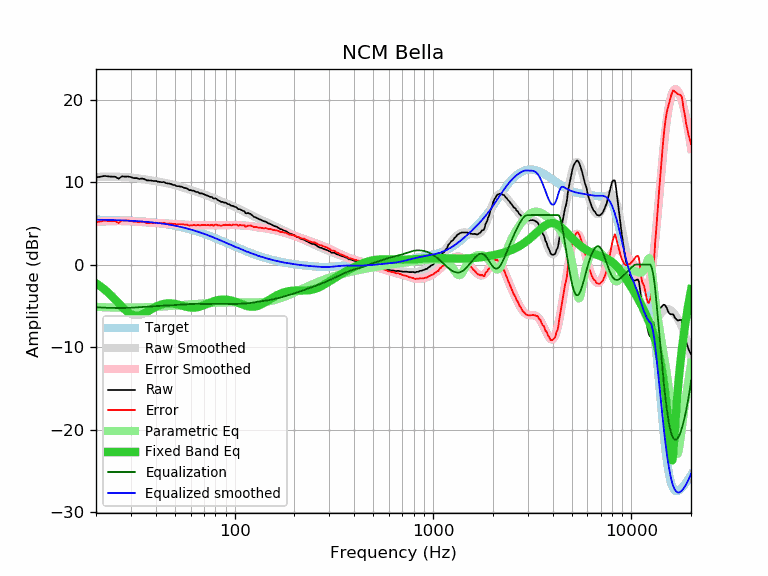 NCM Bella
20
10
0
−10
−20
−30
Amplitude (dBr)
Target
Raw Smoothed
Error Smoothed
Raw
Error
Parametric Eq
Fixed Band Eq
Equalization
Equalized smoothed
100
1000
10000
Frequency (Hz)